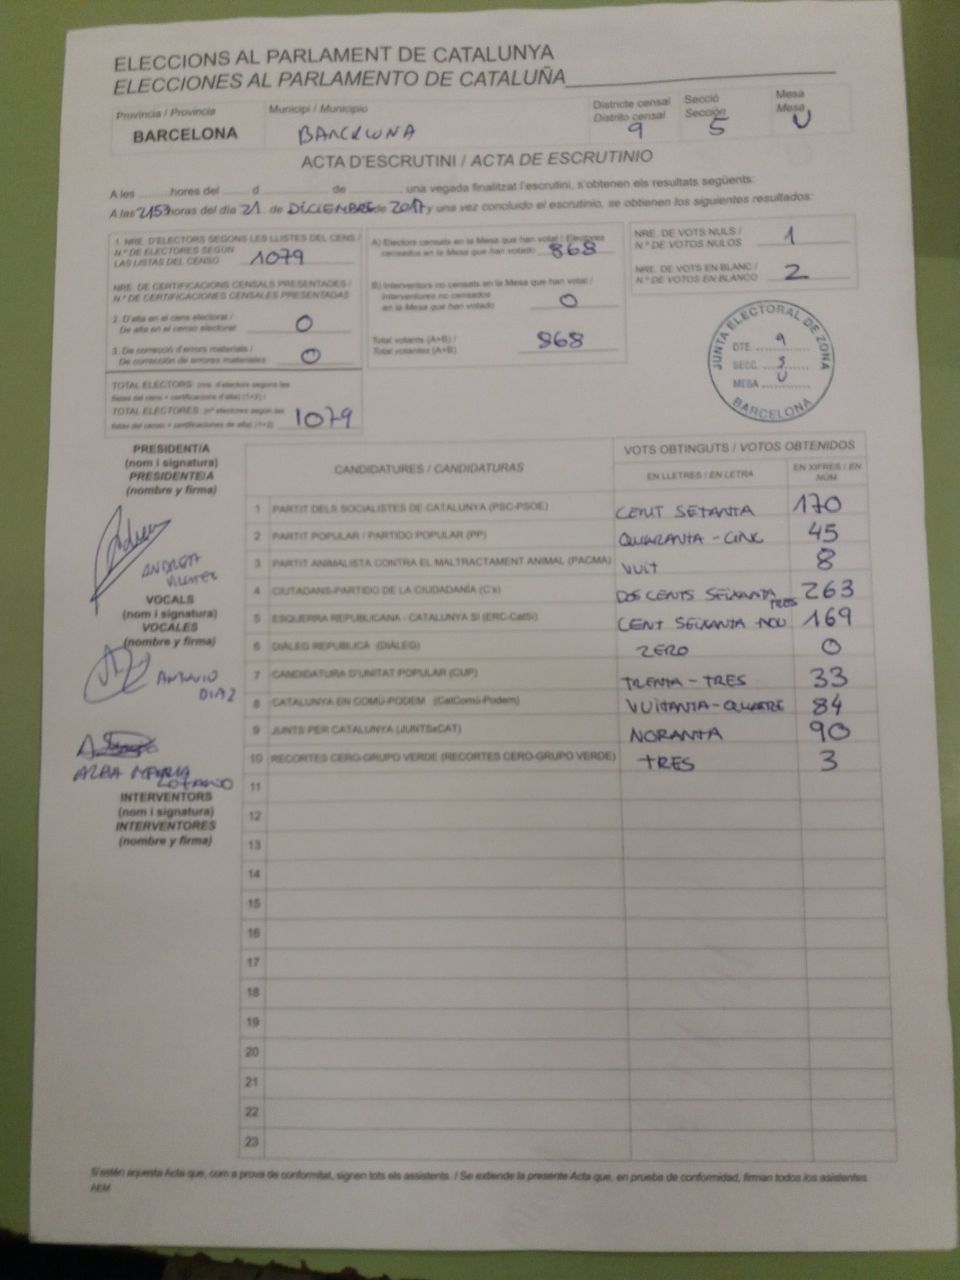 ELECCIONS AL PARLAMENT DE CATALUNYA
ELECCIONES AL PARLAMENTO DE CATALUÑA
Província / Provincia
BARCELONA
Municipi / Municipio
BARCELONA
Districte censal
Distrito censal
9
Secció
Sección
5
Mesa
Mesa
U
ACTA D'ESCRUTINI / ACTA DE ESCRUTINIO
A les hores del d de , una vegada finalitzat l'escrutini, s'obtenen els resultats següents:
A las 2153 horas del día 21 de DICIEMBRE de 2017 y una vez concluido el escrutinio, se obtienen los siguientes resultados:
1. NRE. D'ELECTORS SEGONS LES LLISTES DEL CENS /
N.º DE ELECTORES SEGÚN
LAS LISTAS DEL CENSO 1079
NRE. DE CERTIFICACIONS CENSALS PRESENTADES /
N.º DE CERTIFICACIONES CENSALES PRESENTADAS
2. D'alta en el cens electoral /
De alta en el censo electoral 0
3. De correcció d'errors materials /
De corrección de errores materiales 0
TOTAL ELECTORS: (nre. d'electors segons les
llistes del cens + certificacions d'alta) (1+2) /
TOTAL ELECTORES: (nº electores según las
listas del censo + certificaciones de alta) (1+2) 1079
A) Electors censats en la Mesa que han votat / Electores
censados en la Mesa que han votado 868
B) Interventors no censats en la Mesa que han votat /
Interventores no censados
en la Mesa que han votado 0
Total votants (A+B) /
Total votantes (A+B) 868
NRE. DE VOTS NULS /
N.º DE VOTOS NULOS 1
NRE. DE VOTS EN BLANC /
N.º DE VOTOS EN BLANCO 2
JUNTA ELECTORAL DE ZONA
DTE. 9
SECC. 5
MESA U
BARCELONA
PRESIDENT/A
(nom i signatura)
PRESIDENTE/A
(nombre y firma)
VOCALS
(nom i signatura)
VOCALES
(nombre y firma)
ANTONIO
DIAZ
ALBA
INTERVENTORS
(nom i signatura)
INTERVENTORES
(nombre y firma)
CANDIDATURES / CANDIDATURAS
VOTS OBTINGUTS / VOTOS OBTENIDOS
EN LLETRES / EN LETRA
EN XIFRES / EN
NÚM
1 PARTIT DELS SOCIALISTES DE CATALUNYA (PSC-PSOE) CENT SETANTA 170
2 PARTIT POPULAR / PARTIDO POPULAR (PP) QUARANTA - CINC 45
3 PARTIT ANIMALISTA CONTRA EL MALTRACTAMENT ANIMAL (PACMA) VUIT 8
4 CIUTADANS-PARTIDO DE LA CIUDADANÍA (C's) DOS CENTS SEIXANTA TRES 263
5 ESQUERRA REPUBLICANA - CATALUNYA SÍ (ERC-CatSí) CENT SEIXANTA NOU 169
6 DIÀLEG REPUBLICÀ (DIÀLEG) ZERO 0
7 CANDIDATURA D'UNITAT POPULAR (CUP) TRENTA - TRES 33
8 CATALUNYA EN COMÚ-PODEM (CatComú-Podem) VUITANTA-QUATRE 84
9 JUNTS PER CATALUNYA (JUNTSxCAT) NORANTA 90
10 RECORTES CERO-GRUPO VERDE (RECORTES CERO-GRUPO VERDE) TRES 3
11
12
13
14
15
16
17
18
19
20
21
22
23
S'estén aquesta Acta que, com a prova de conformitat, signen tots els assistents. / Se extiende la presente Acta que, en prueba de conformidad, firman todos los asistentes.
AEM